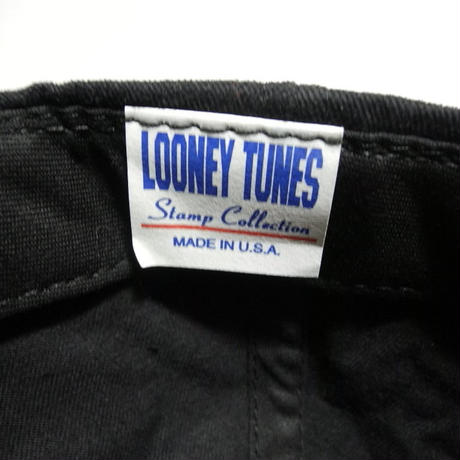 LOONEY TUNES
Stamp Collection
MADE IN U.S.A.